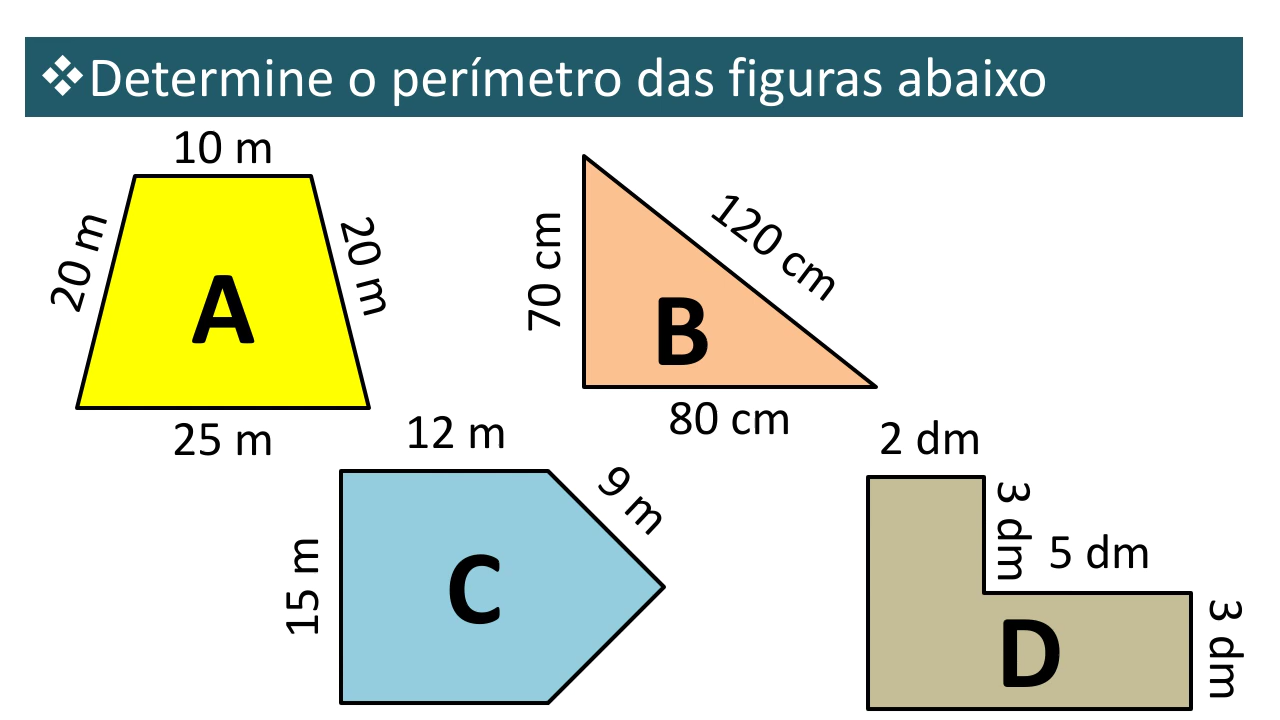 ❖Determine o perímetro das figuras abaixo
10 m
20 m
20 m
A
25 m
70 cm
120 cm
B
80 cm
12 m
9 m
15 m
C
2 dm
3 dm
5 dm
3 dm
D